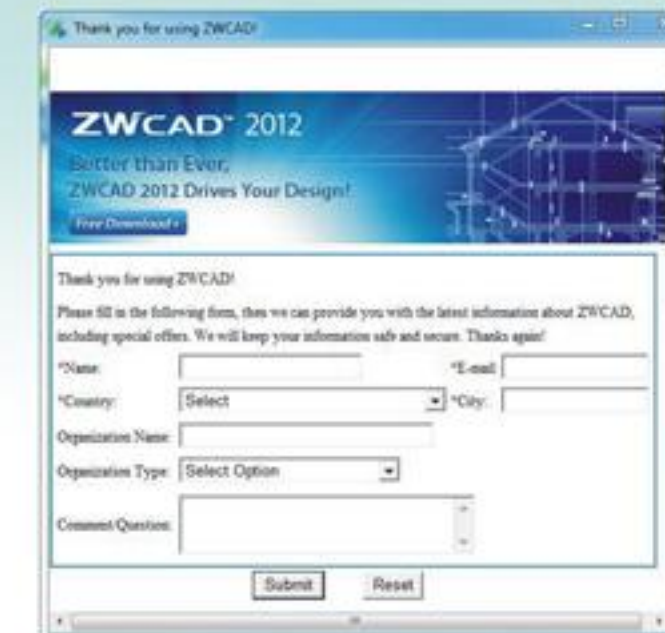 Thank you for using ZWCAD!
ZWCAD™ 2012
Better than Ever,
ZWCAD 2012 Drives Your Design!
Free Download
Thank you for using ZWCAD!
Please fill in the following form, then we can provide you with the latest information about ZWCAD,
including special offers. We will keep your information safe and secure. Thanks again!
*Name: *E-mail:
*Country: Select *City:
Organization Name:
Organization Type: Select Option
Comment/Question:
Submit Reset